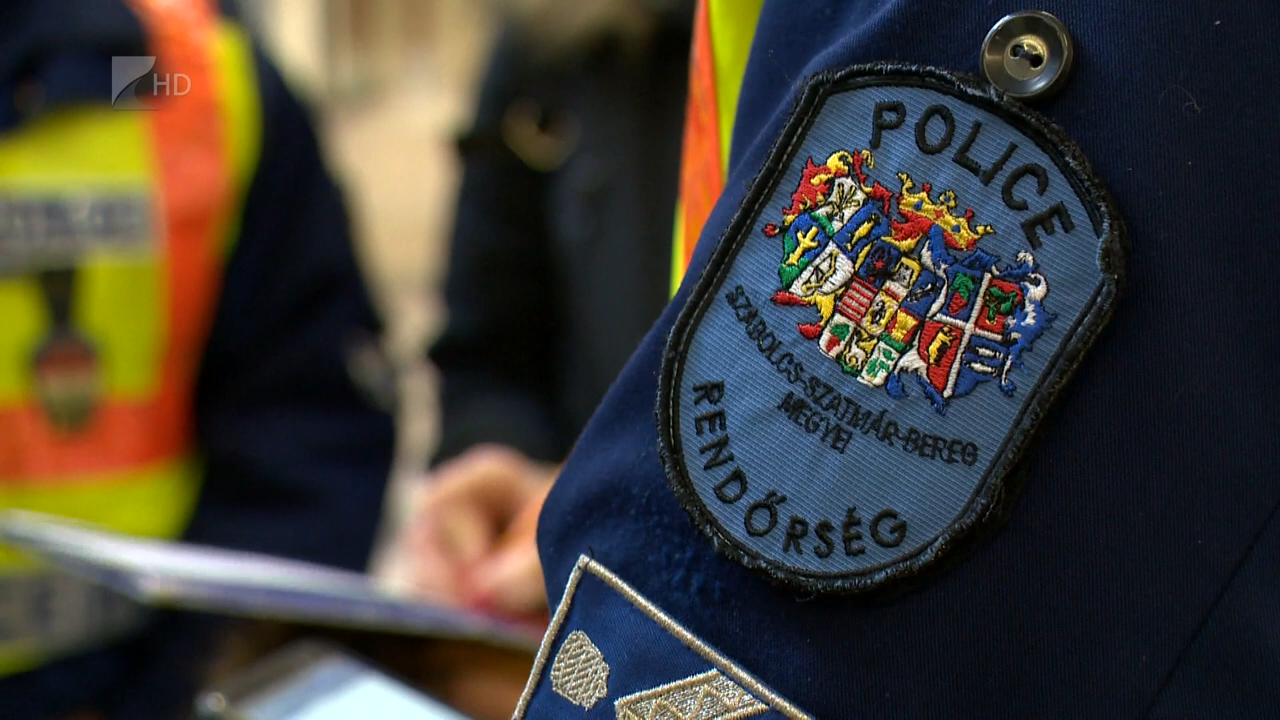 HD
POLICE
SZABOLCS-SZATMÁR-BEREG
MEGYEI
RENDŐRSÉG